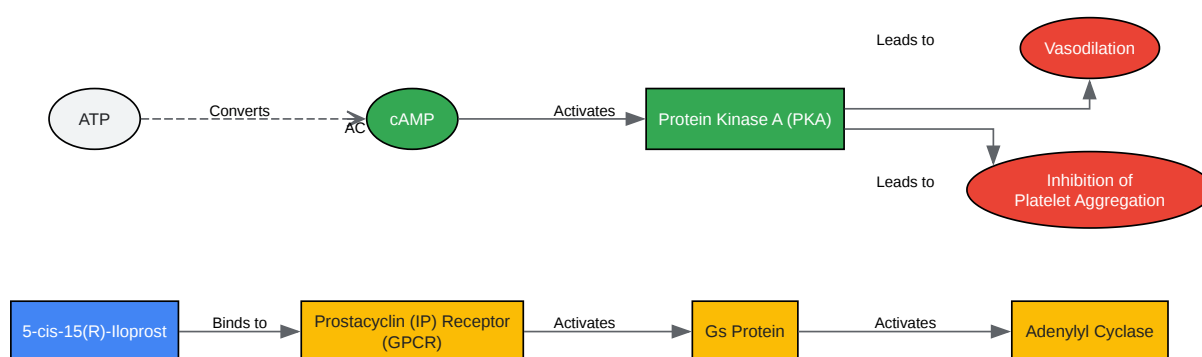 Leads to
Vasodilation
ATP
Converts
AC
cAMP
Activates
Protein Kinase A (PKA)
Leads to
Inhibition of
Platelet Aggregation
5-cis-15(R)-Iloprost
Binds to
Prostacyclin (IP) Receptor
(GPCR)
Activates
Gs Protein
Activates
Adenylyl Cyclase